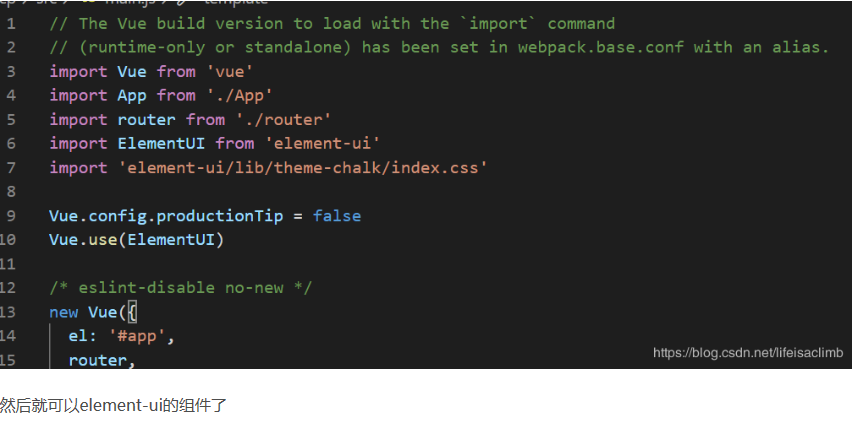 main.js template
1 // The Vue build version to load with the `import` command
2 // (runtime-only or standalone) has been set in webpack.base.conf with an alias.
3 import Vue from 'vue'
4 import App from './App'
5 import router from './router'
6 import ElementUI from 'element-ui'
7 import 'element-ui/lib/theme-chalk/index.css'
8
9 Vue.config.productionTip = false
10 Vue.use(ElementUI)
11
12 /* eslint-disable no-new */
13 new Vue({
14 el: '#app',
15 router,
https://blog.csdn.net/lifeisaclimb
然后就可以element-ui的组件了